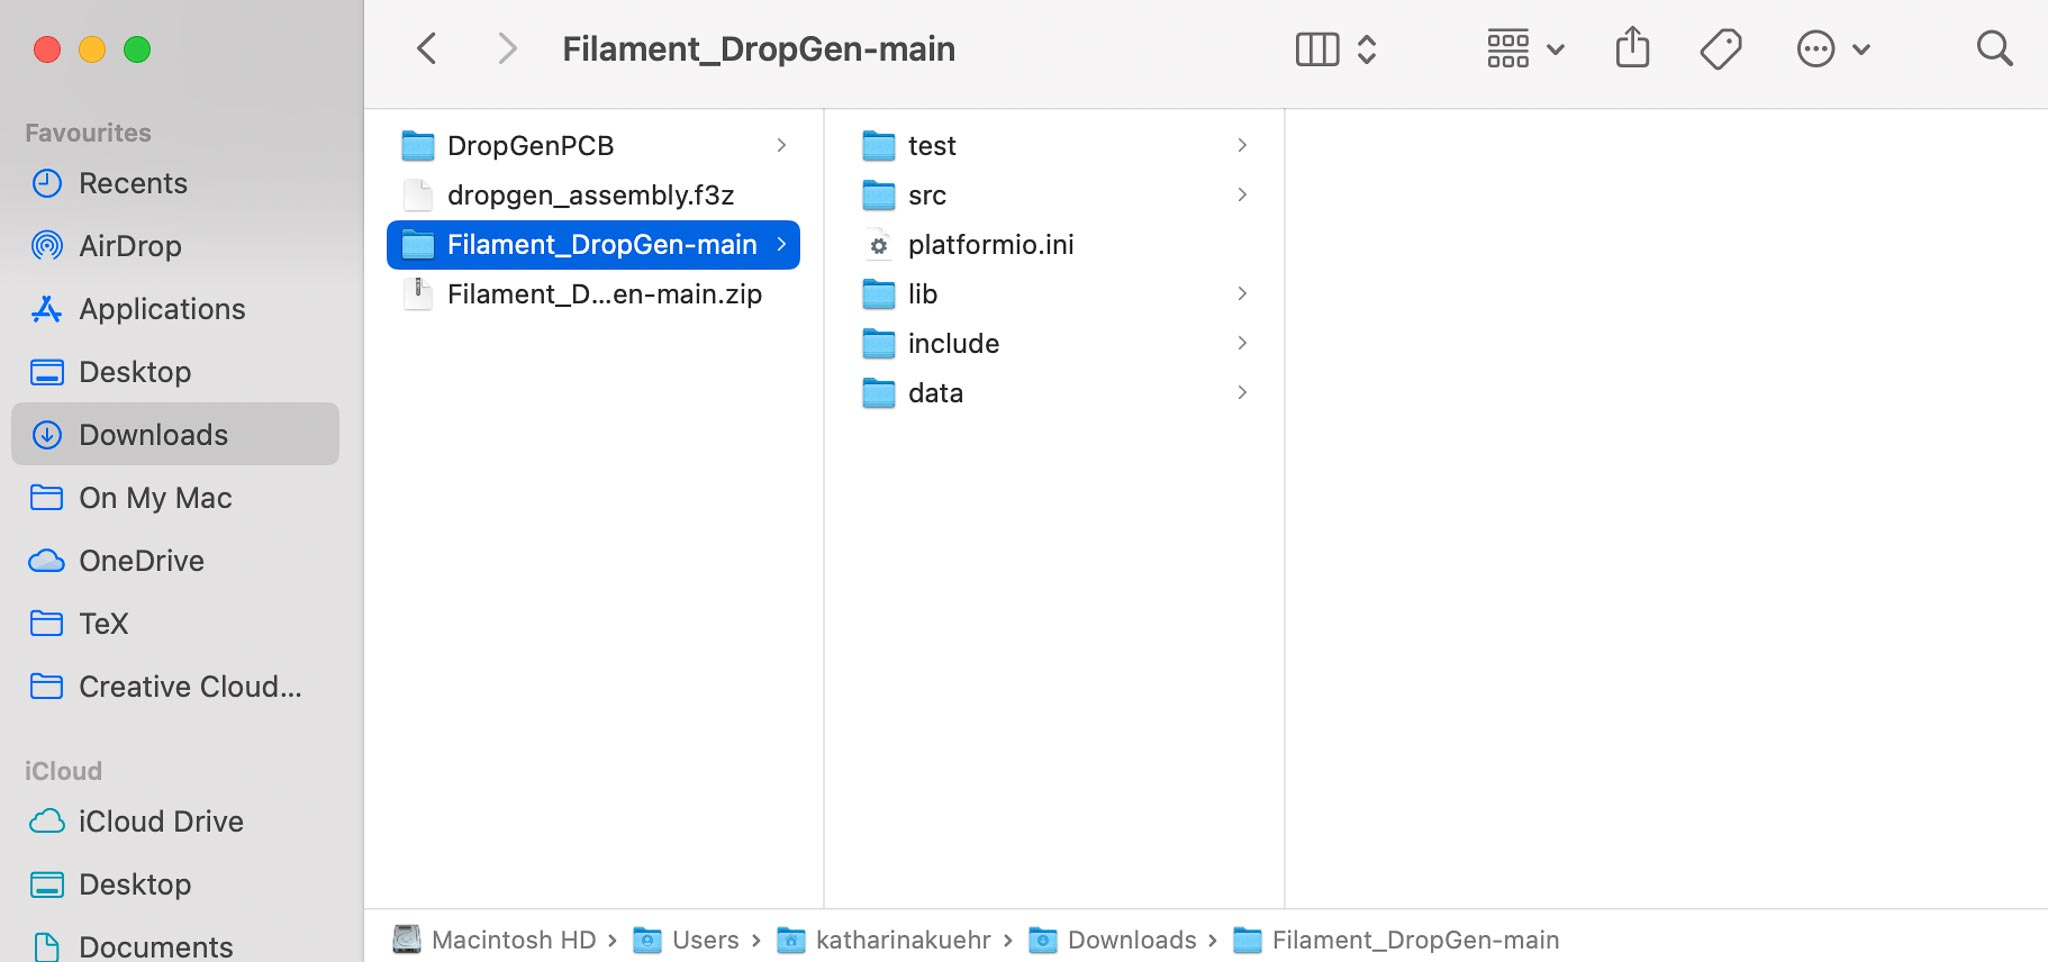 Filament_DropGen-main
Favourites
Recents
AirDrop
Applications
Desktop
Downloads
On My Mac
OneDrive
TeX
Creative Cloud...
iCloud
iCloud Drive
Desktop
Documents
DropGenPCB
dropgen_assembly.f3z
Filament_DropGen-main
Filament_D...en-main.zip
test
src
platformio.ini
lib
include
data
Macintosh HD › Users › katharinakuehr › Downloads › Filament_DropGen-main